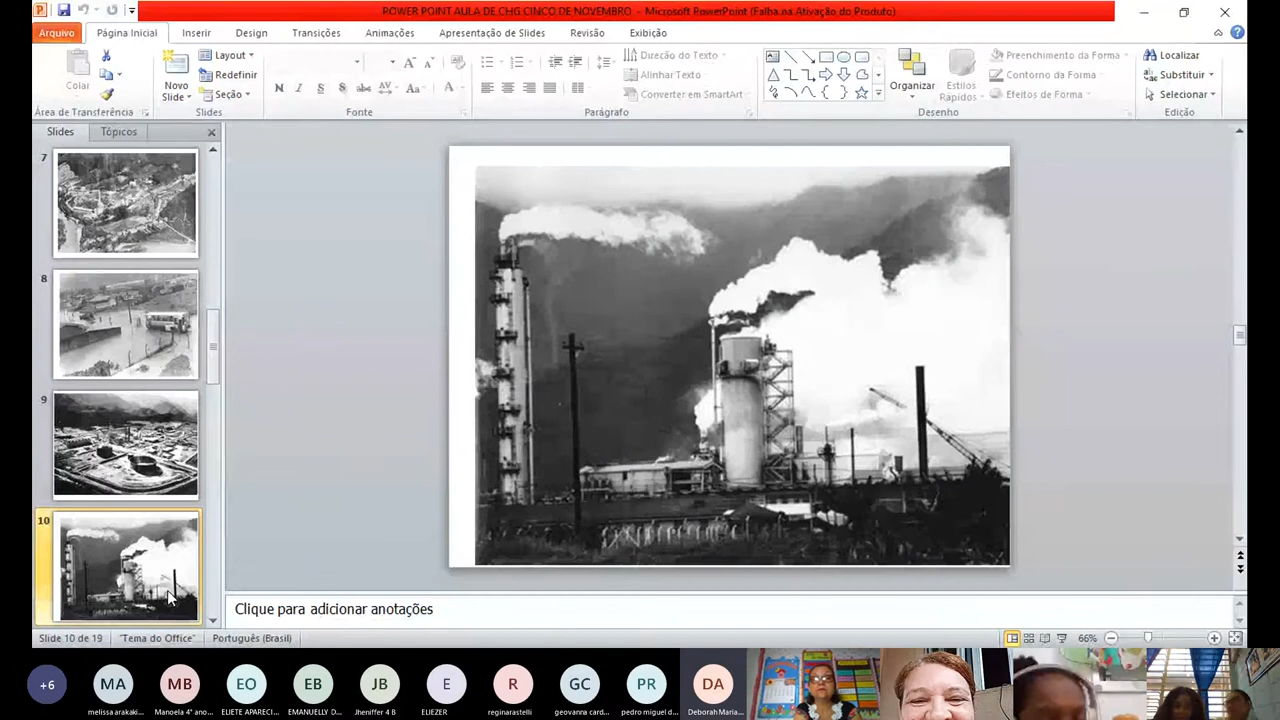 POWER POINT AULA DE CHG CINCO DE NOVEMBRO - Microsoft PowerPoint (Falha na Ativação do Produto)
Arquivo Página Inicial Inserir Design Transições Animações Apresentação de Slides Revisão Exibição
Colar
Novo Slide
Layout
Redefinir
Seção
Direção do Texto
Alinhar Texto
Converter em SmartArt
Organizar
Estilos Rápidos
Preenchimento da Forma
Contorno da Forma
Efeitos de Forma
Localizar
Substituir
Selecionar
Área de Transferência Slides Fonte Parágrafo Desenho Edição
Slides Tópicos
7
8
9
10
Clique para adicionar anotações
Slide 10 de 19 "Tema do Office" Português (Brasil) 66%
+6 MA MB EO EB JB E R GC PR DA
melissa arakaki... Manoela 4° ano... ELIETE APARECI... EMANUELLY D... Jheniffer 4 B ELIEZER reginarastelli geovanna card... pedro miguel d... Deborah Maria...